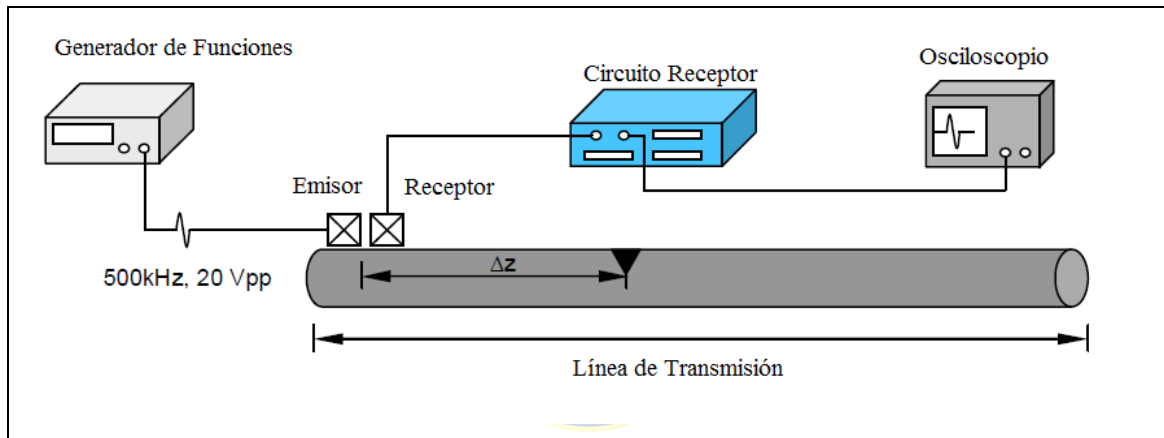 Generador de Funciones
Circuito Receptor
Osciloscopio
Emisor
Receptor
500kHz, 20 Vpp
Δz
Línea de Transmisión